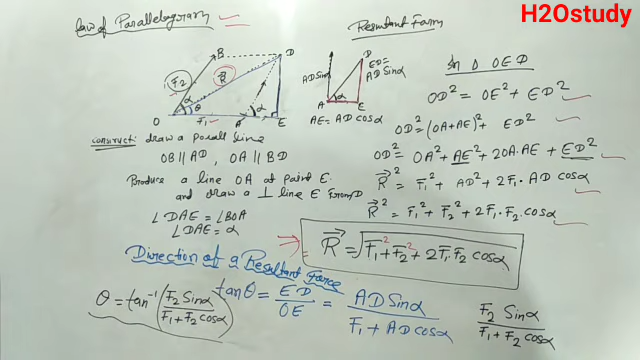 H2Ostudy
Law of Parallelogram
Resultant Form
B
D
F2
R
α
θ
O
F1
A
α
E
AD Sinα
D
ED=
AD Sinα
α
A
E
AE = AD cosα
In Δ OED
OD² = OE² + ED²
OD² = (OA+AE)² + ED²
OD² = OA² + AE² + 2OA·AE + ED²
R² = F1² + AD² + 2F1· AD cosα
R² = F1² + F2² + 2F1· F2 cosα
R = √F1² + F2² + 2F1 F2 cosα
construct: draw a parall line
OB || AD, OA || BD
Produce a line OA at point E.
and draw a ⊥ line E from D
∠DAE = ∠BOA
∠DAE = α
Direction of a Resultant Force
θ = tan⁻¹ (F2 Sinα / F1 + F2 cosα)
tanθ = ED / OE = AD Sinα / F1 + AD cosα
F2 Sinα / F1 + F2 cosα